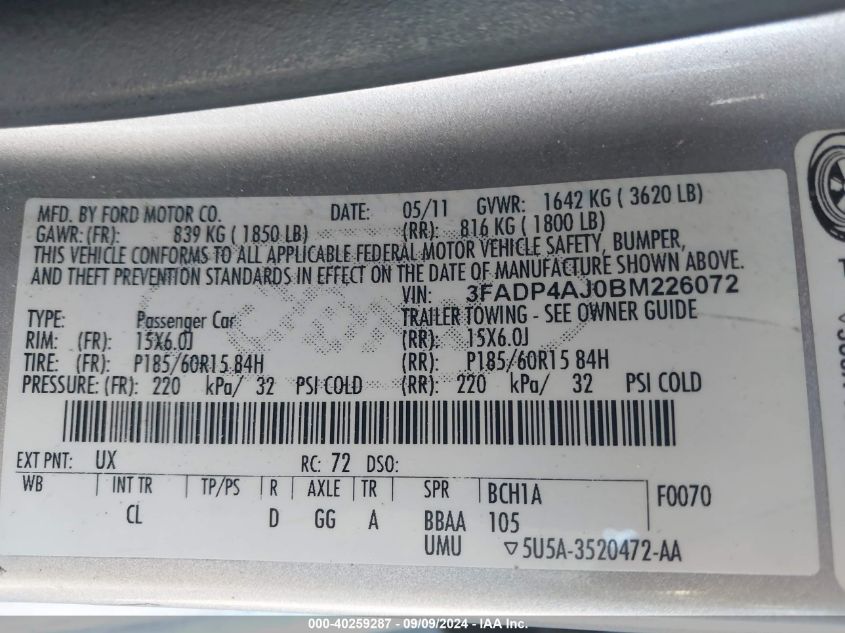 MFD. BY FORD MOTOR CO. DATE: 05/11 GVWR: 1642 KG ( 3620 LB)
GAWR: (FR): 839 KG ( 1850 LB) (RR): 816 KG ( 1800 LB)
THIS VEHICLE CONFORMS TO ALL APPLICABLE FEDERAL MOTOR VEHICLE SAFETY, BUMPER,
AND THEFT PREVENTION STANDARDS IN EFFECT ON THE DATE OF MANUFACTURE SHOWN ABOVE.
VIN: 3FADP4AJ0BM226072
TYPE: Passenger Car TRAILER TOWING - SEE OWNER GUIDE
RIM: (FR): 15X6.0J (RR): 15X6.0J
TIRE: (FR): P185/60R15 84H (RR): P185/60R15 84H
PRESSURE: (FR): 220 kPa/ 32 PSI COLD (RR): 220 kPa/ 32 PSI COLD
EXT PNT: UX RC: 72 DSO:
WB INT TR TP/PS R AXLE TR SPR BCH1A F0070
CL D GG A BBAA 105
UMU ▽5U5A-3520472-AA
000-40259287 - 09/09/2024 - IAA Inc.